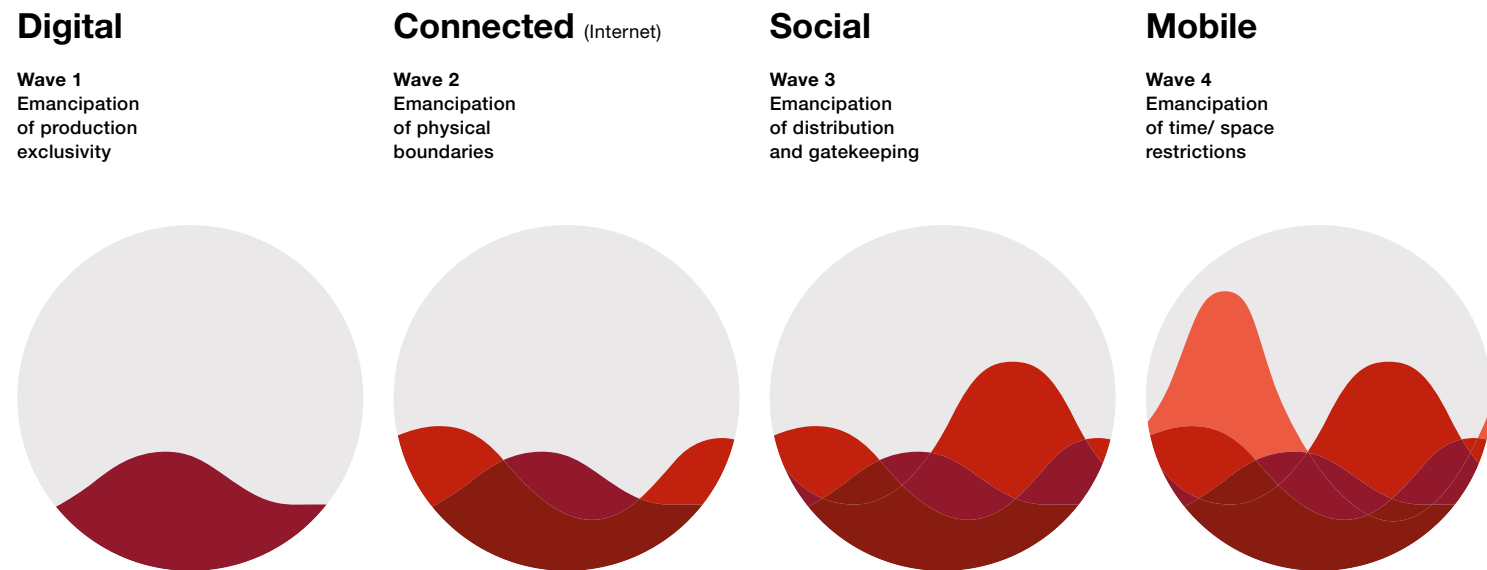 Digital
Wave 1
Emancipation
of production
exclusivity
Connected (Internet)
Wave 2
Emancipation
of physical
boundaries
Social
Wave 3
Emancipation
of distribution
and gatekeeping
Mobile
Wave 4
Emancipation
of time/ space
restrictions